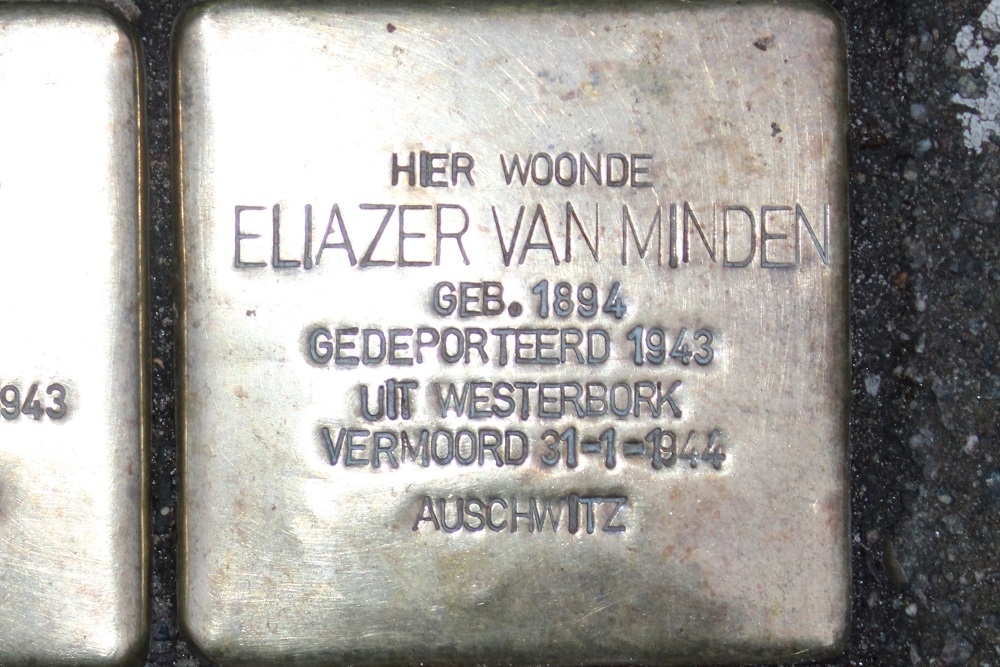 HIER WOONDE
ELIAZER VAN MINDEN
GEB. 1894
GEDEPORTEERD 1943
UIT WESTERBORK
VERMOORD 31-1-1944
AUSCHWITZ
943